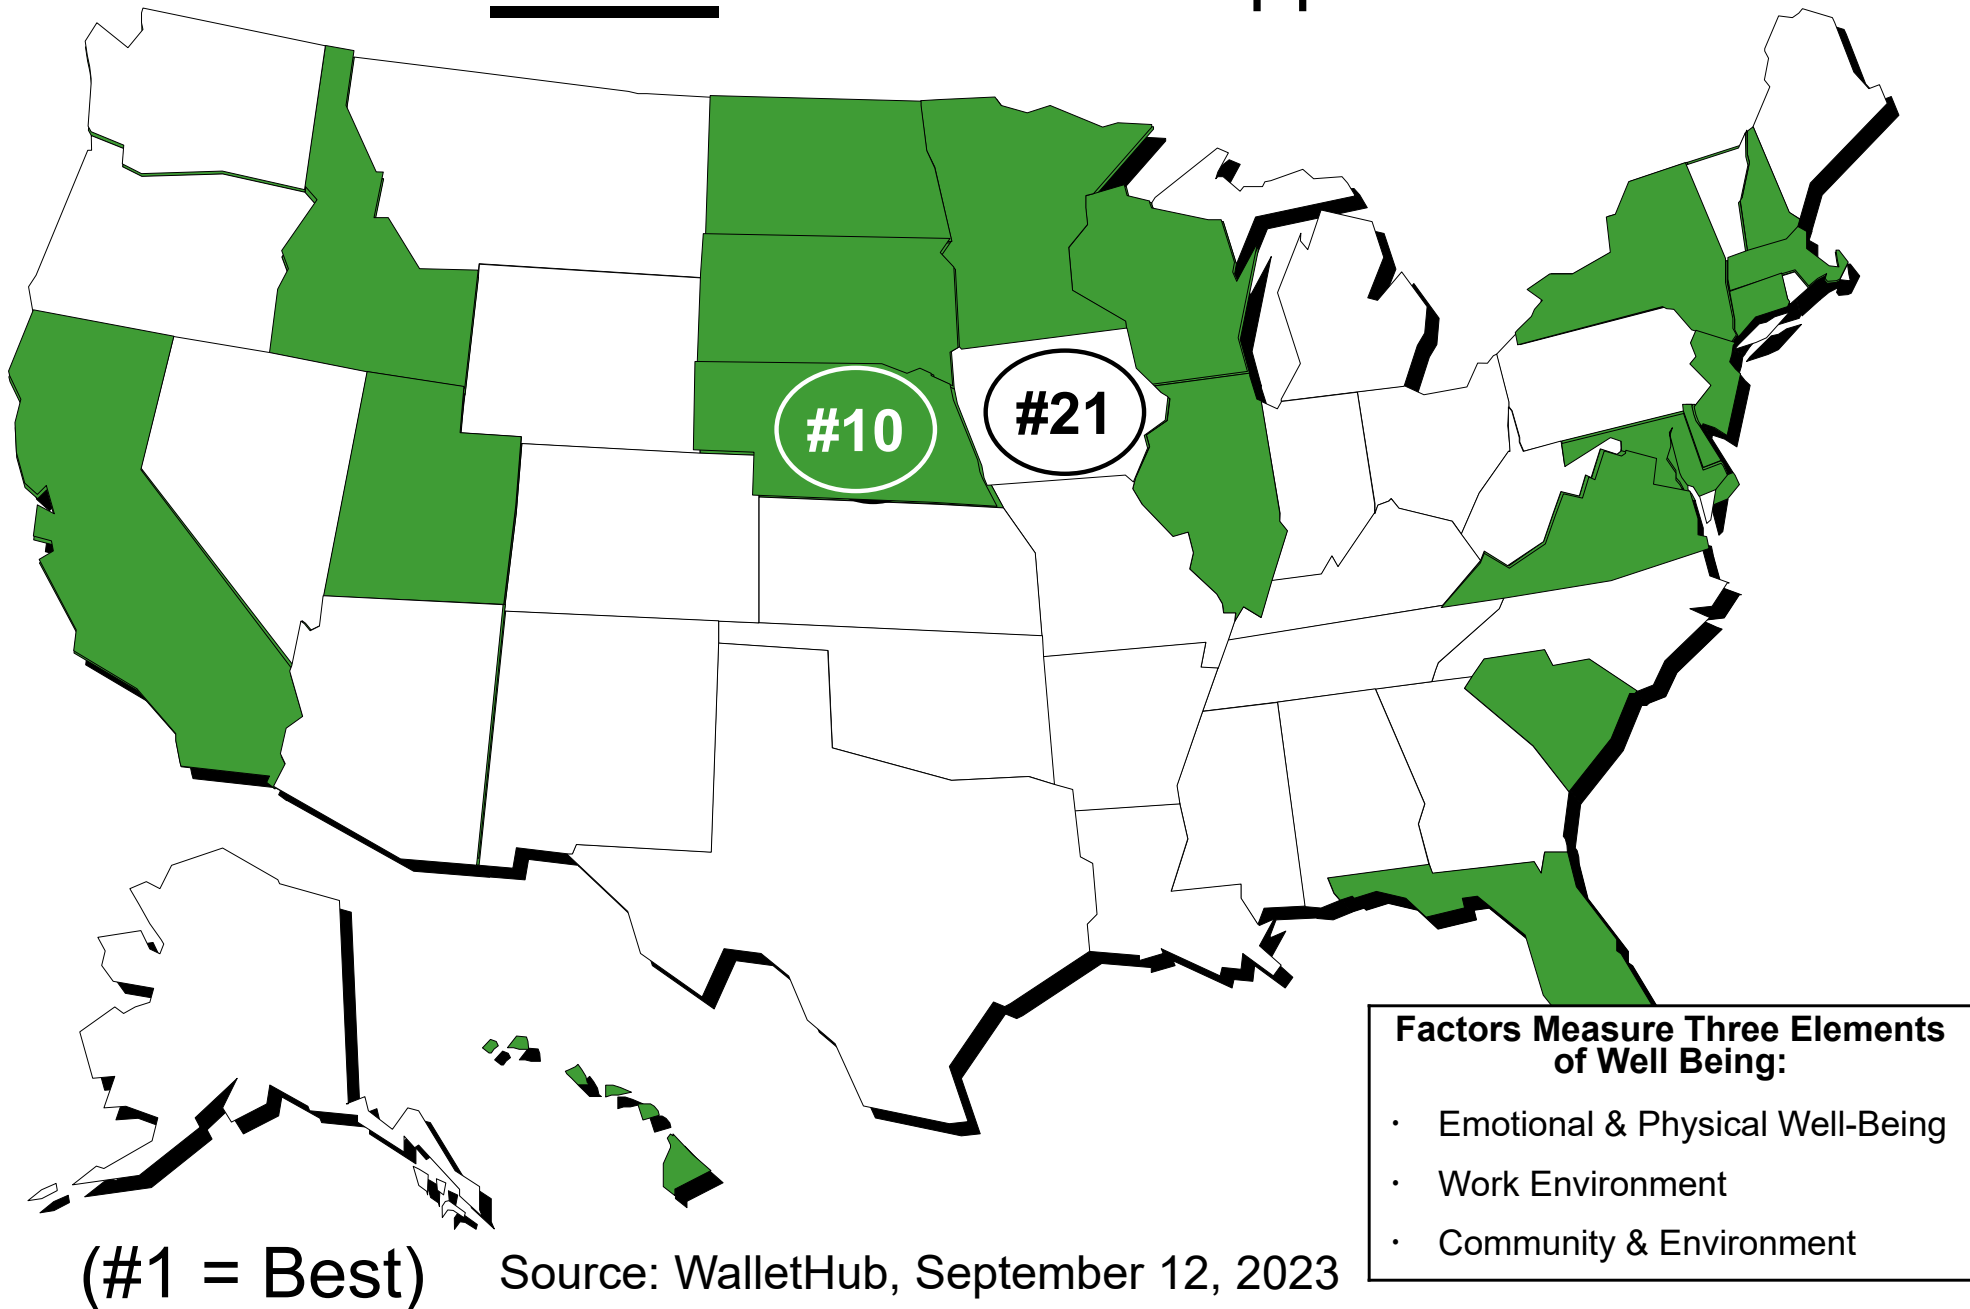 #10
#21
Factors Measure Three Elements
of Well Being:
· Emotional & Physical Well-Being
· Work Environment
· Community & Environment
(#1 = Best)
Source: WalletHub, September 12, 2023